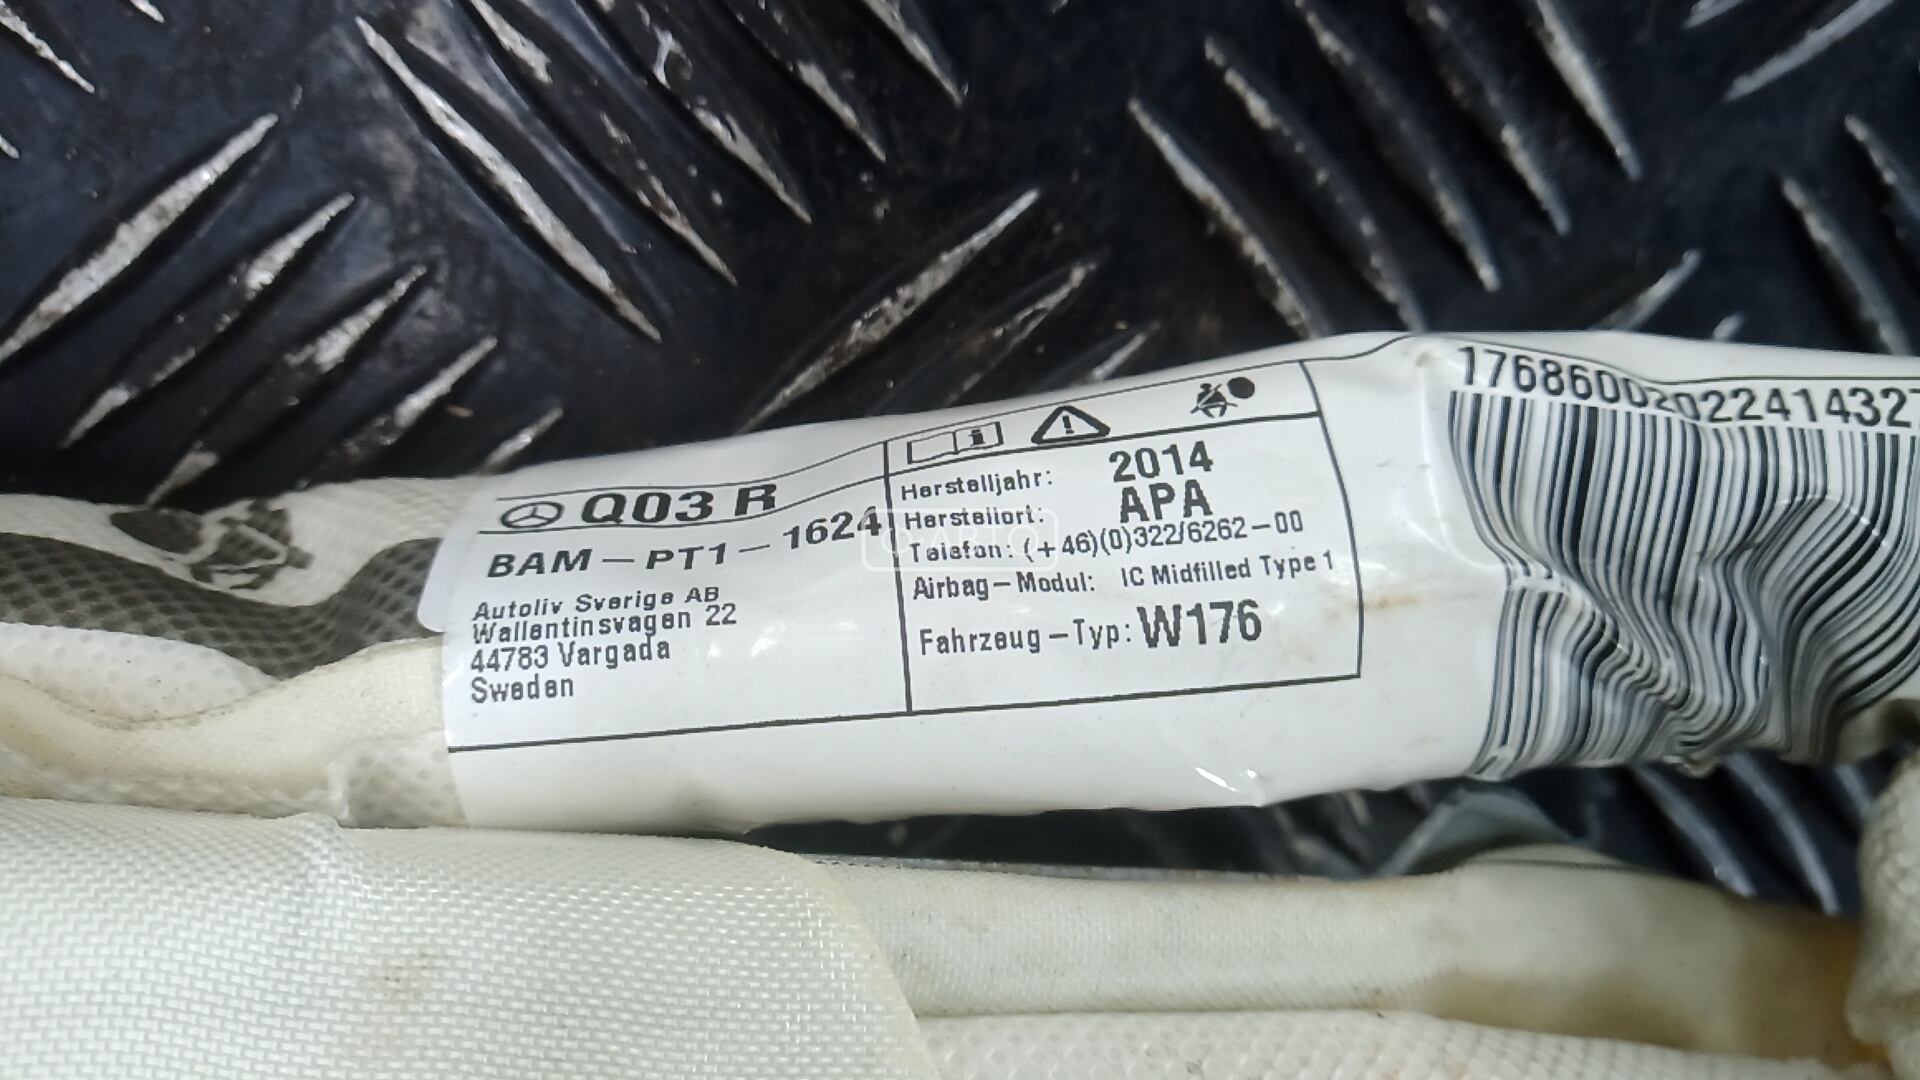 Q03 R
BAM-PT1-1624
Autoliv Sverige AB
Wallentinsvagen 22
44783 Vargada
Sweden
Herstelljahr: 2014
Herstellort: APA
Telefon: (+46)(0)322/6262-00
Airbag-Modul: IC Midfilled Type 1
Fahrzeug-Typ: W176